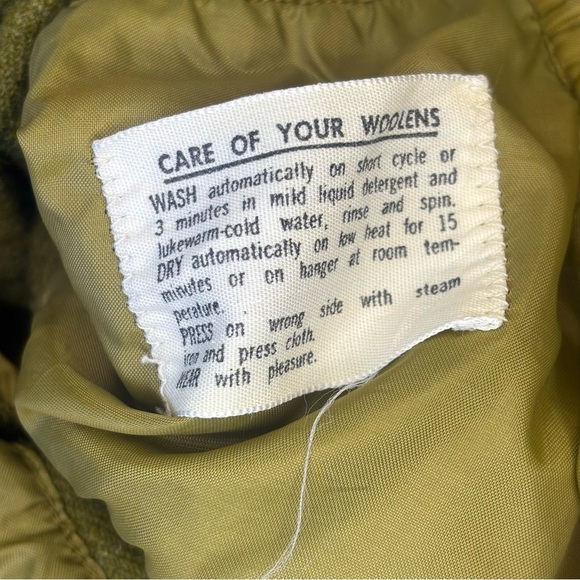 CARE OF YOUR WOOLENS
WASH automatically on short cycle or
3 minutes in mild liquid detergent and
lukewarm-cold water, rinse and spin.
DRY automatically on low heat for 15
minutes or on hanger at room tem-
perature.
PRESS on wrong side with steam
iron and press cloth.
WEAR with pleasure.